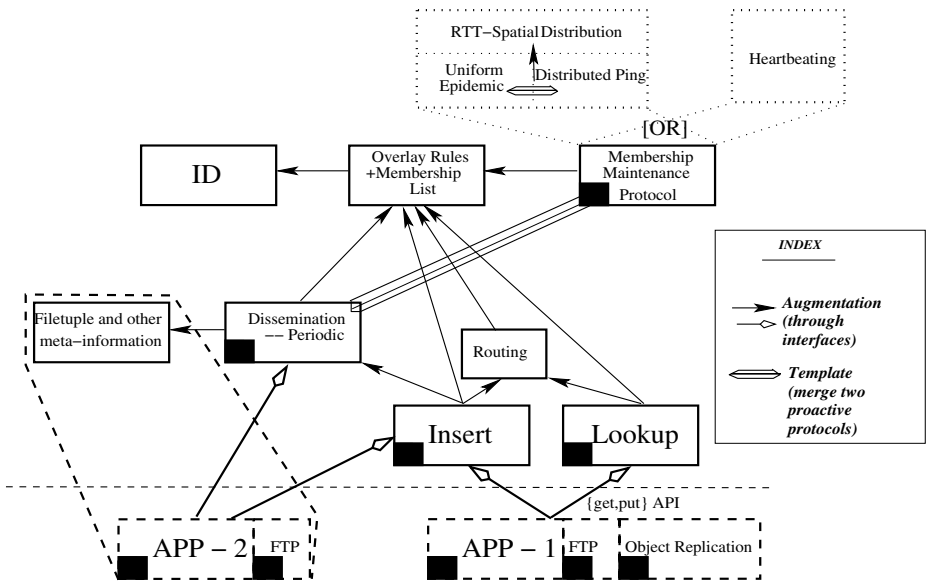 RTT−Spatial Distribution
Uniform
Epidemic
Distributed Ping
Heartbeating
[OR]
ID
Overlay Rules
+Membership
List
Membership
Maintenance
Protocol
INDEX
Augmentation
(through
interfaces)
Template
(merge two
proactive
protocols)
Filetuple and other
meta−information
Dissemination
−− Periodic
Routing
Insert
Lookup
{get,put} API
APP − 2
FTP
APP − 1
FTP
Object Replication